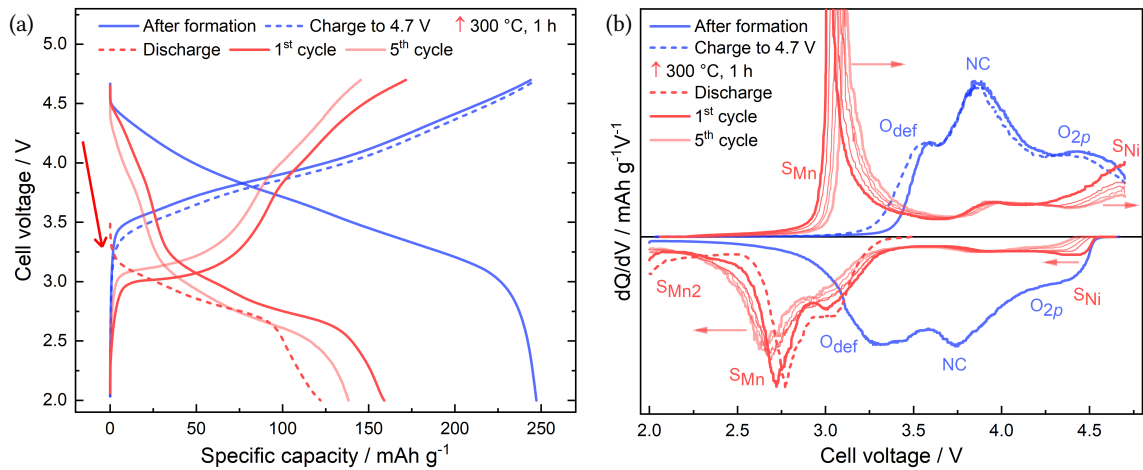 (a)
After formation
Charge to 4.7 V
↑ 300 °C, 1 h
Discharge
1st cycle
5th cycle
Cell voltage / V
5.0
4.5
4.0
3.5
3.0
2.5
2.0
0 50 100 150 200 250
Specific capacity / mAh g-1
(b)
After formation
Charge to 4.7 V
↑ 300 °C, 1 h
Discharge
1st cycle
5th cycle
dQ/dV / mAh g-1V-1
NC
Odef
O2p
SMn
SNi
SMn2
SNi
O2p
Odef
NC
SMn
2.0 2.5 3.0 3.5 4.0 4.5
Cell voltage / V